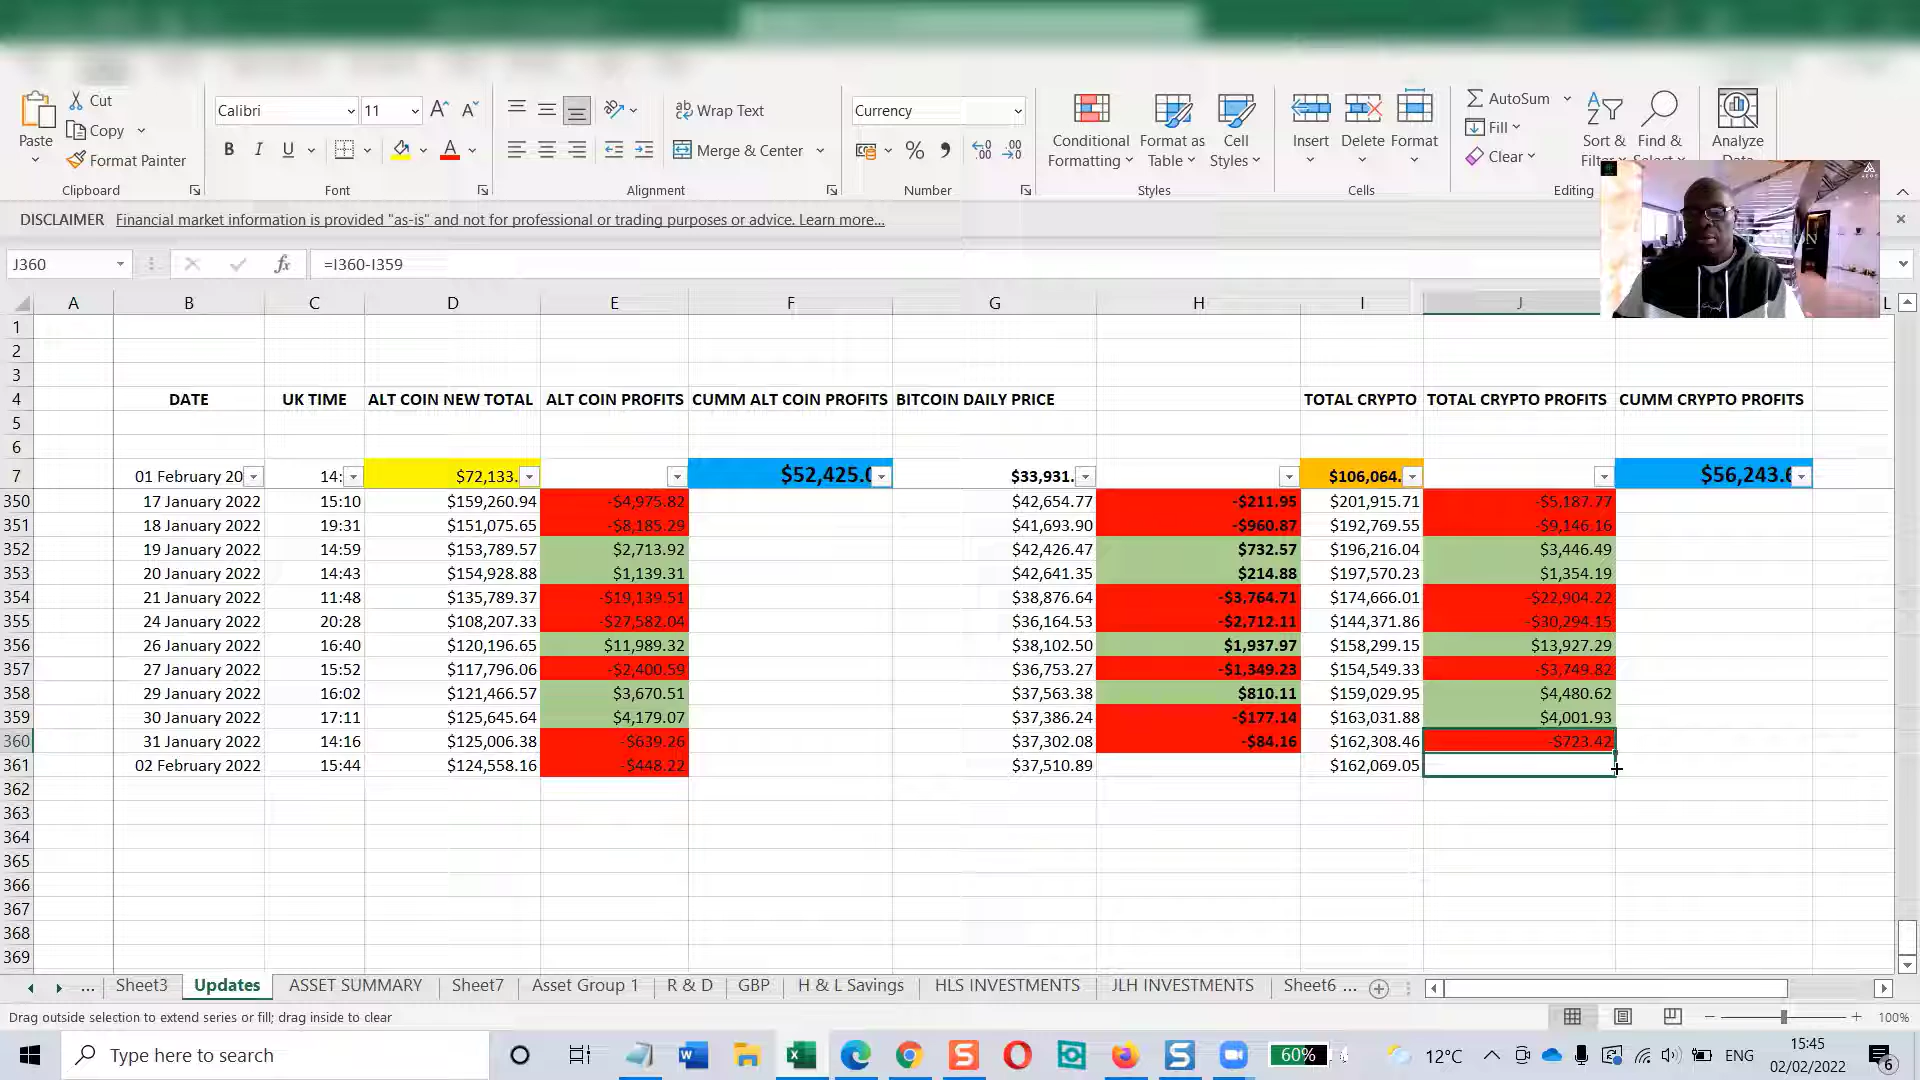 Cut
Copy
Format Painter
Paste
Clipboard
Calibri
11
B I U
Font
Wrap Text
Merge & Center
Alignment
Currency
Number
Conditional Formatting
Format as Table
Cell Styles
Styles
Insert
Delete
Format
Cells
AutoSum
Fill
Clear
Sort &
Find &
Editing
Analyze
DISCLAIMER Financial market information is provided "as-is" and not for professional or trading purposes or advice. Learn more...
J360 fx =I360-I359
A B C D E F G H I J L
1
2
3
4 DATE UK TIME ALT COIN NEW TOTAL ALT COIN PROFITS CUMM ALT COIN PROFITS BITCOIN DAILY PRICE TOTAL CRYPTO TOTAL CRYPTO PROFITS CUMM CRYPTO PROFITS
5
6
7 01 February 20 14: $72,133. $52,425. $33,931. $106,064. $56,243.
350 17 January 2022 15:10 $159,260.94 -$4,975.82 $42,654.77 -$211.95 $201,915.71 -$5,187.77
351 18 January 2022 19:31 $151,075.65 -$8,185.29 $41,693.90 -$960.87 $192,769.55 -$9,146.16
352 19 January 2022 14:59 $153,789.57 $2,713.92 $42,426.47 $732.57 $196,216.04 $3,446.49
353 20 January 2022 14:43 $154,928.88 $1,139.31 $42,641.35 $214.88 $197,570.23 $1,354.19
354 21 January 2022 11:48 $135,789.37 -$19,139.51 $38,876.64 -$3,764.71 $174,666.01 -$22,904.22
355 24 January 2022 20:28 $108,207.33 -$27,582.04 $36,164.53 -$2,712.11 $144,371.86 -$30,294.15
356 26 January 2022 16:40 $120,196.65 $11,989.32 $38,102.50 $1,937.97 $158,299.15 $13,927.29
357 27 January 2022 15:52 $117,796.06 -$2,400.59 $36,753.27 -$1,349.23 $154,549.33 -$3,749.82
358 29 January 2022 16:02 $121,466.57 $3,670.51 $37,563.38 $810.11 $159,029.95 $4,480.62
359 30 January 2022 17:11 $125,645.64 $4,179.07 $37,386.24 -$177.14 $163,031.88 $4,001.93
360 31 January 2022 14:16 $125,006.38 -$639.26 $37,302.08 -$84.16 $162,308.46 -$723.42
361 02 February 2022 15:44 $124,558.16 -$448.22 $37,510.89 $162,069.05
362
363
364
365
366
367
368
369
... Sheet3 Updates ASSET SUMMARY Sheet7 Asset Group 1 R & D GBP H & L Savings HLS INVESTMENTS JLH INVESTMENTS Sheet6 ...
Drag outside selection to extend series or fill; drag inside to clear
100%
Type here to search
60%
12°C
ENG
15:45
02/02/2022
6